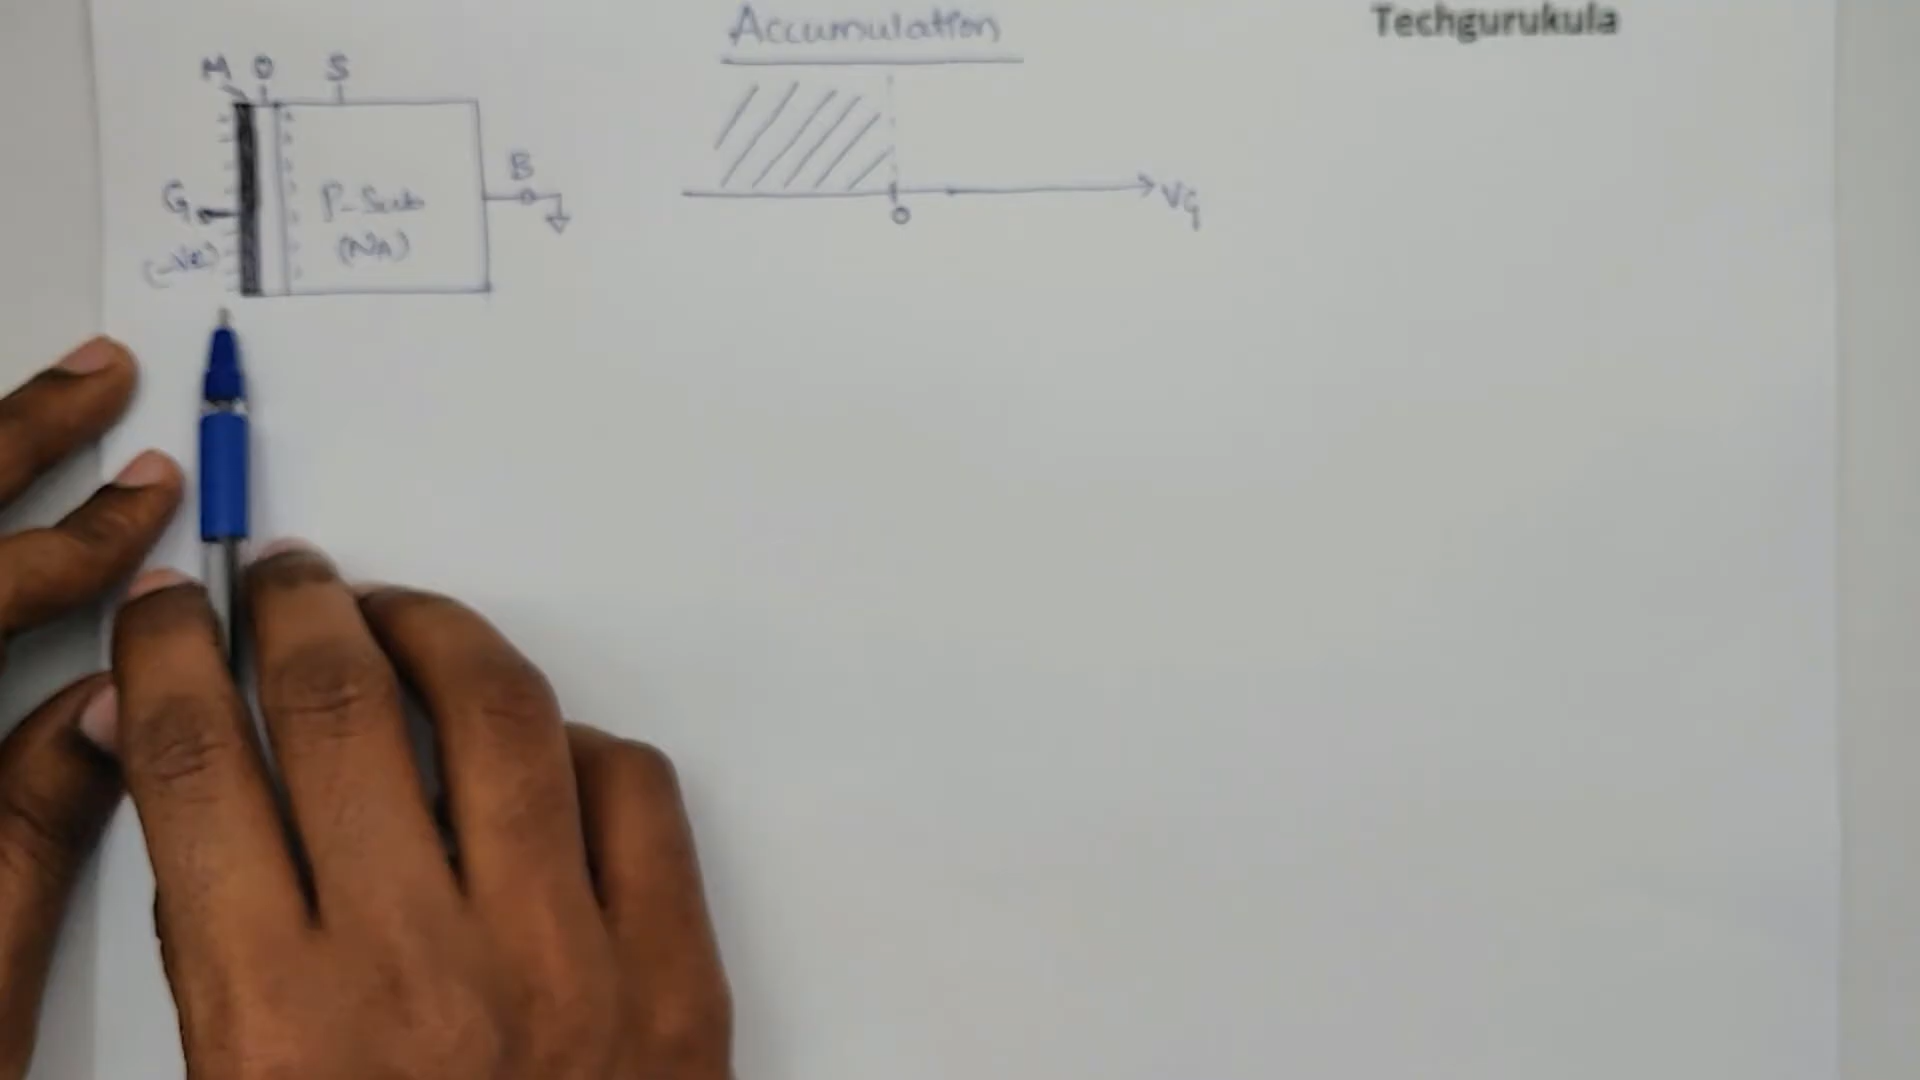 Accumulation
Techgurukula
M O S
B
G
P-Sub
(-Ve)
(NA)
0
VG